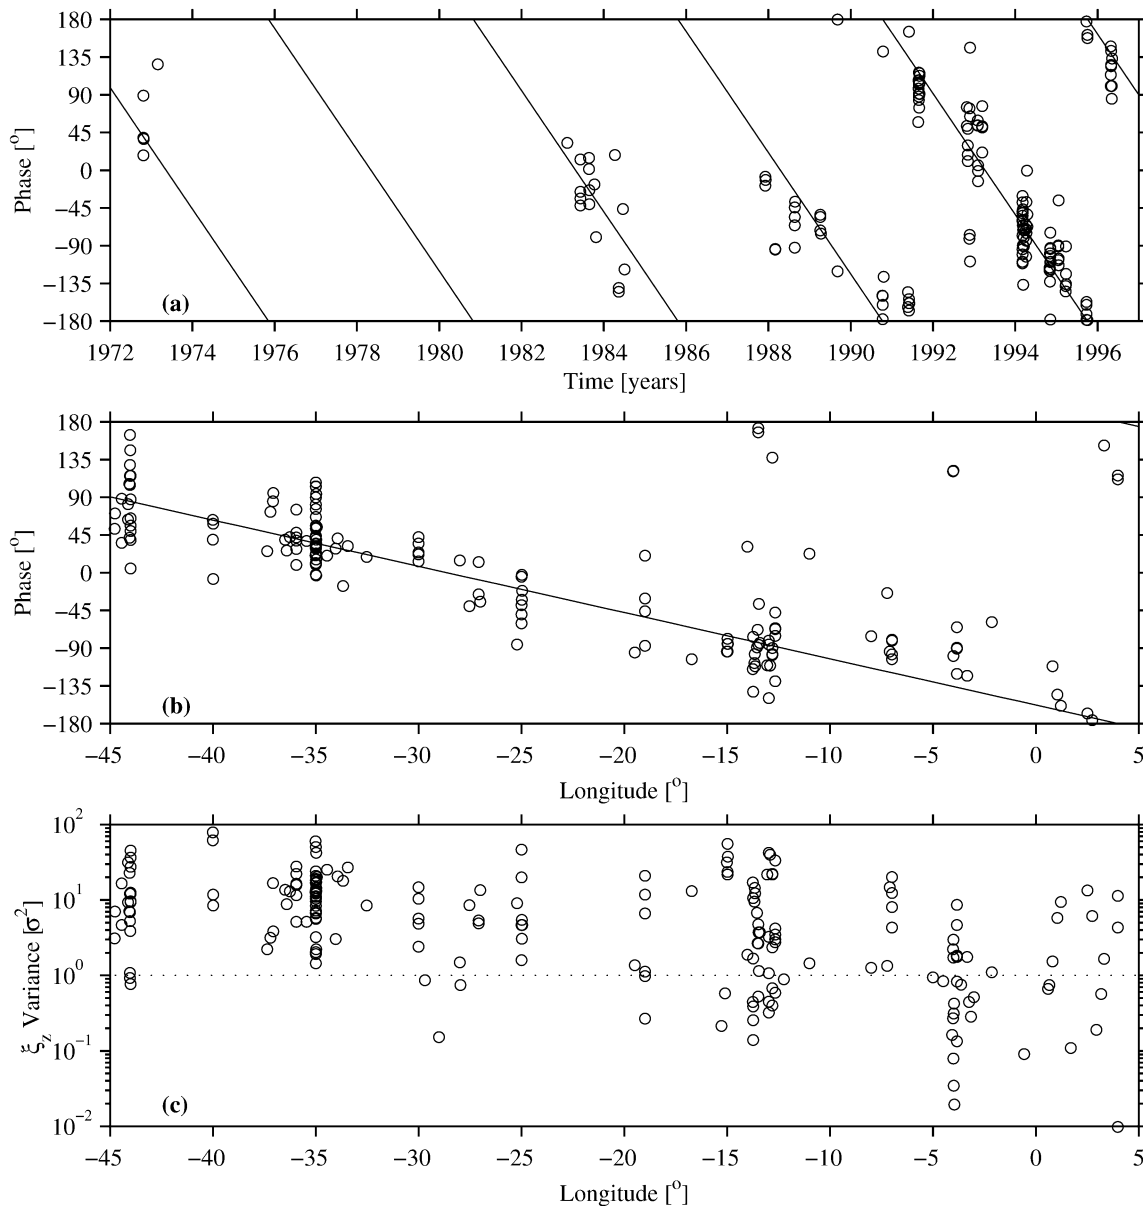 180
135
90
45
0
−45
−90
−135
−180
Phase [°]
(a)
1972 1974 1976 1978 1980 1982 1984 1986 1988 1990 1992 1994 1996
Time [years]
180
135
90
45
0
−45
−90
−135
−180
Phase [°]
(b)
−45 −40 −35 −30 −25 −20 −15 −10 −5 0 5
Longitude [°]
10²
10¹
10⁰
10⁻¹
10⁻²
ξz Variance [σ²]
(c)
−45 −40 −35 −30 −25 −20 −15 −10 −5 0 5
Longitude [°]